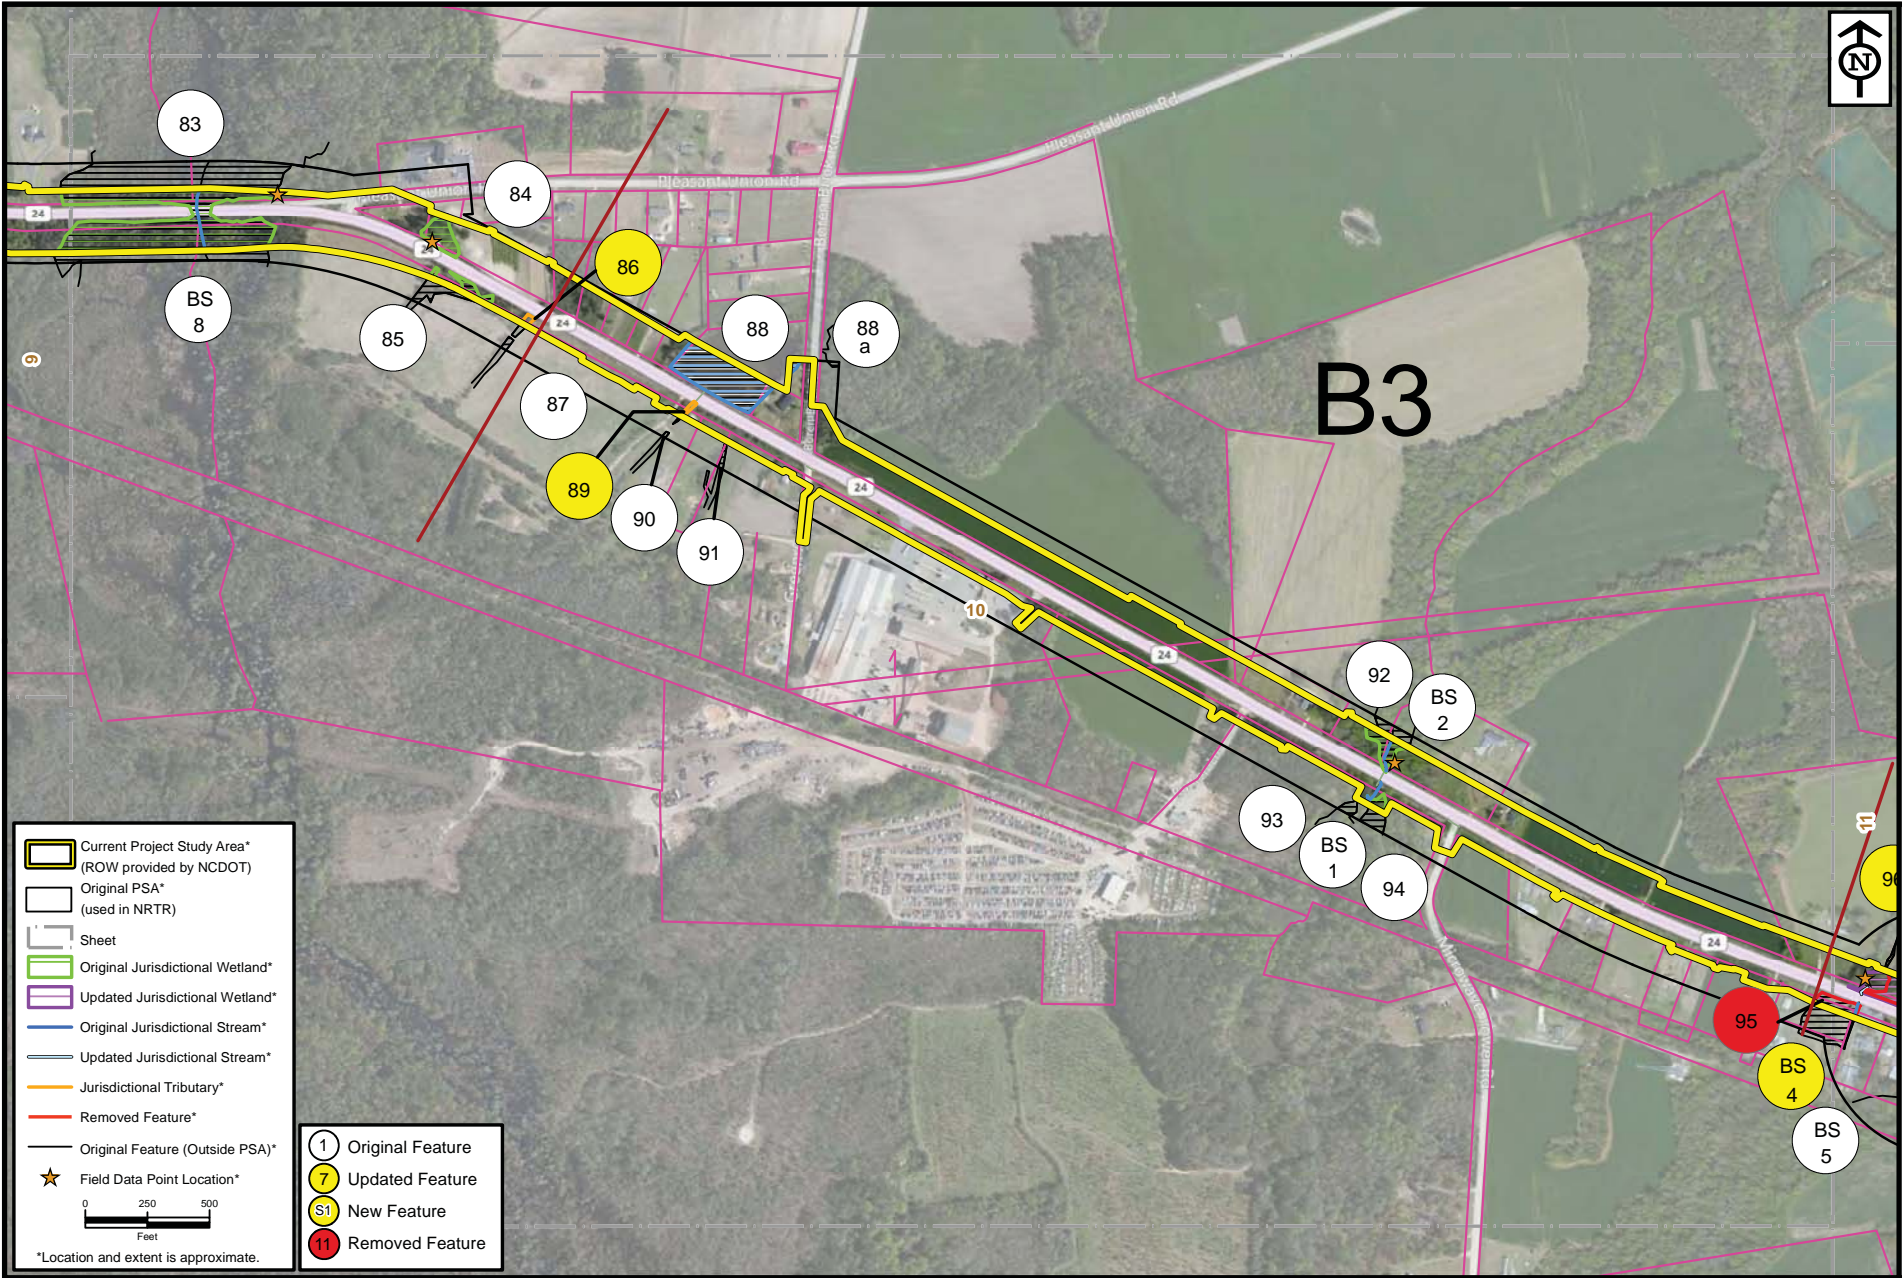 N
83
84
Pleasant Union Rd
Pleasant Union Rd
24
24
BS
8
85
86
24
88
88
a
9
87
89
90
91
24
B3
10
24
92
BS
2
93
BS
1
94
24
11
96
95
BS
4
BS
5
Current Project Study Area*
(ROW provided by NCDOT)
Original PSA*
(used in NRTR)
Sheet
Original Jurisdictional Wetland*
Updated Jurisdictional Wetland*
Original Jurisdictional Stream*
Updated Jurisdictional Stream*
Jurisdictional Tributary*
Removed Feature*
Original Feature (Outside PSA)*
Field Data Point Location*
0 250 500
Feet
*Location and extent is approximate.
1 Original Feature
7 Updated Feature
S1 New Feature
11 Removed Feature